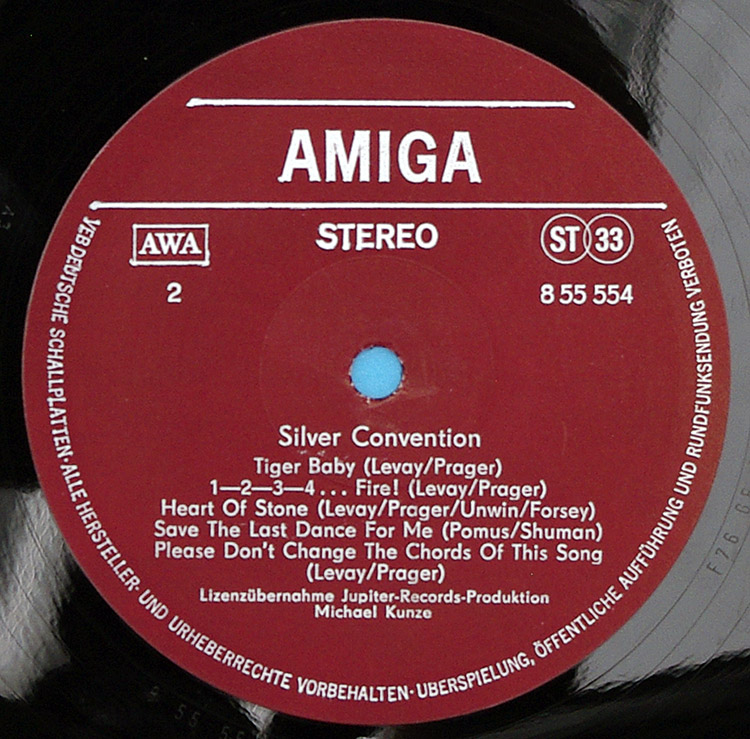 AMIGA
AWA
STEREO
ST 33
2
8 55 554
Silver Convention
Tiger Baby (Levay/Prager)
1—2—3—4 ... Fire! (Levay/Prager)
Heart Of Stone (Levay/Prager/Unwin/Forsey)
Save The Last Dance For Me (Pomus/Shuman)
Please Don't Change The Chords Of This Song
(Levay/Prager)
Lizenzübernahme Jupiter-Records-Produktion
Michael Kunze
VEB DEUTSCHE SCHALLPLATTEN · ALLE HERSTELLER- UND URHEBERRECHTE VORBEHALTEN · UBERSPIELUNG, ÖFFENTLICHE AUFFÜHRUNG UND RUNDFUNKSENDUNG VERBOTEN